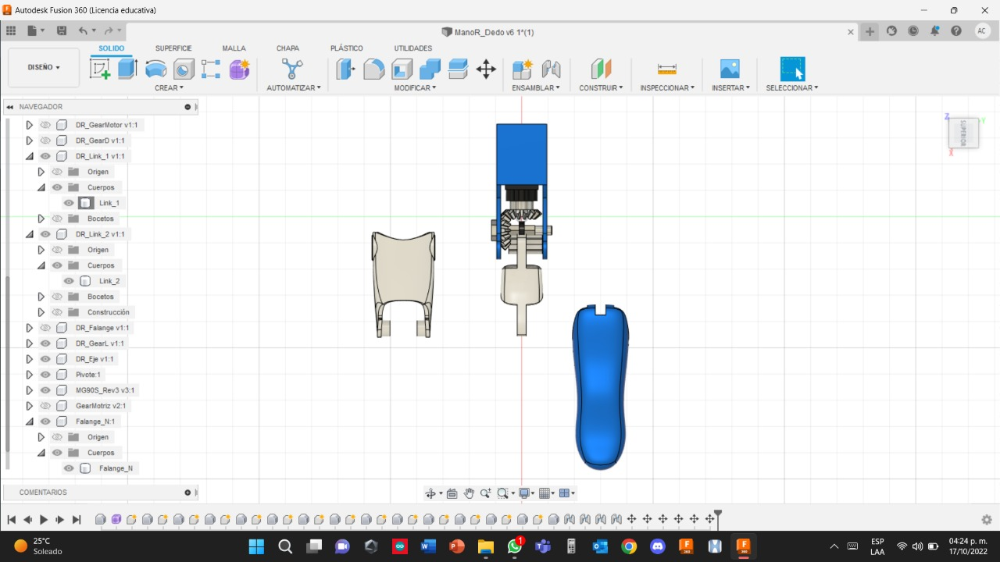 Autodesk Fusion 360 (Licencia educativa)
ManoR_Dedo v6 1*(1)
AC
DISEÑO
SÓLIDO
SUPERFICIE
MALLA
CHAPA
PLÁSTICO
UTILIDADES
CREAR
AUTOMATIZAR
MODIFICAR
ENSAMBLAR
CONSTRUIR
INSPECCIONAR
INSERTAR
SELECCIONAR
NAVEGADOR
DR_GearMotor v1:1
DR_GearD v1:1
DR_Link_1 v1:1
Origen
Cuerpos
Link_1
Bocetos
DR_Link_2 v1:1
Origen
Cuerpos
Link_2
Bocetos
Construcción
DR_Falange v1:1
DR_GearL v1:1
DR_Eje v1:1
Pivote:1
MG90S_Rev3 v3:1
GearMotriz v2:1
Falange_N:1
Origen
Cuerpos
Falange_N
Z
Y
SUPERIOR
X
COMENTARIOS
25°C
Soleado
1
ESP
LAA
04:24 p. m.
17/10/2022